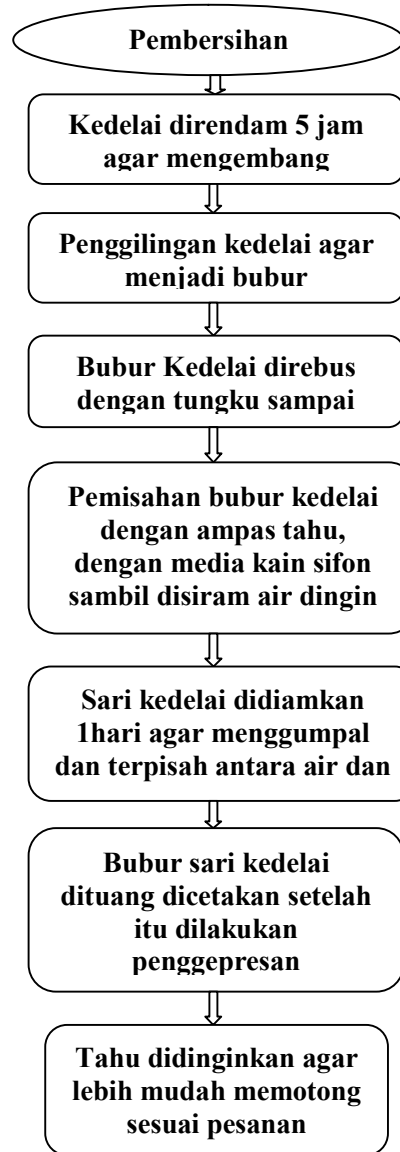 Pembersihan
Kedelai direndam 5 jam
agar mengembang
Penggilingan kedelai agar
menjadi bubur
Bubur Kedelai direbus
dengan tungku sampai
Pemisahan bubur kedelai
dengan ampas tahu,
dengan media kain sifon
sambil disiram air dingin
Sari kedelai didiamkan
1hari agar menggumpal
dan terpisah antara air dan
Bubur sari kedelai
dituang dicetakan setelah
itu dilakukan
penggepresan
Tahu didinginkan agar
lebih mudah memotong
sesuai pesanan